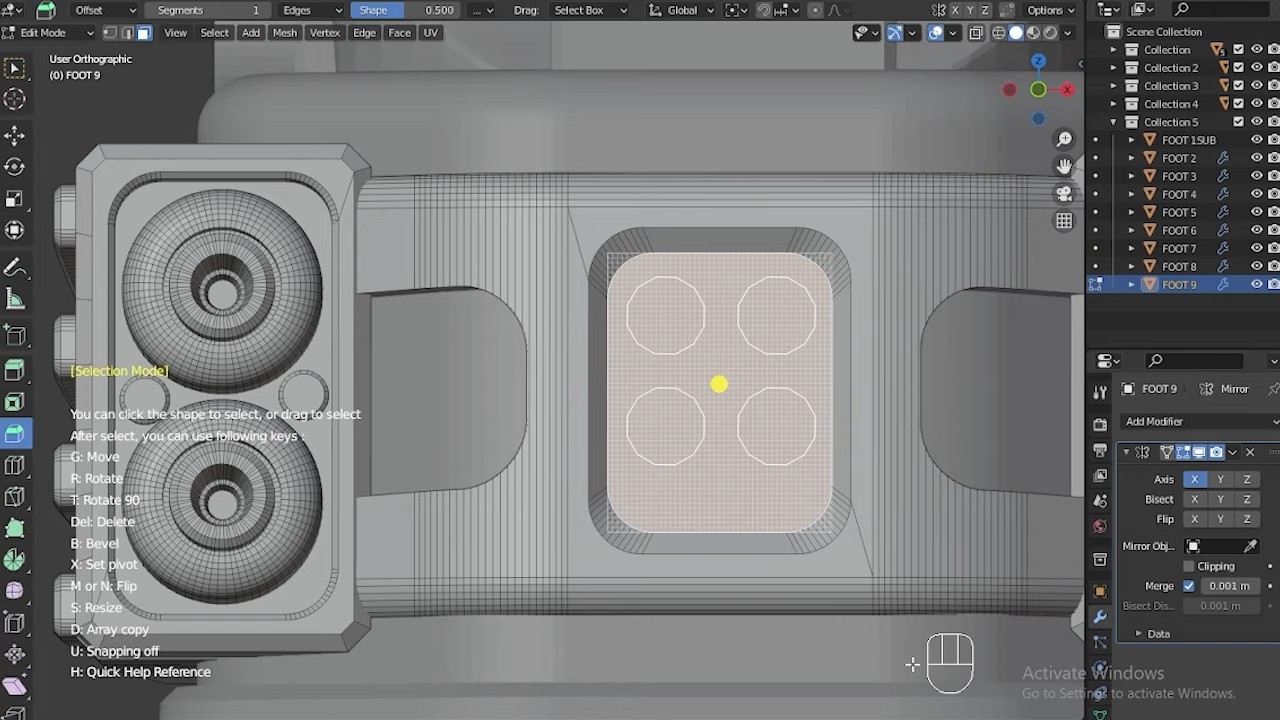 Offset Segments 1 Edges Shape 0.500 ... Drag: Select Box Global X Y Z Options
Edit Mode View Select Add Mesh Vertex Edge Face UV
User Orthographic
(0) FOOT 9
Z
X
[Selection Mode]
You can click the shape to select, or drag to select
After select, you can use following keys :
G: Move
R: Rotate
T: Rotate 90
Del: Delete
B: Bevel
X: Set pivot
M or N: Flip
S: Resize
D: Array copy
U: Snapping off
H: Quick Help Reference
Scene Collection
Collection 5
Collection 2
Collection 3
Collection 4
Collection 5
FOOT 1SUB
FOOT 2
FOOT 3
FOOT 4
FOOT 5
FOOT 6
FOOT 7
FOOT 8
FOOT 9
FOOT 9 Mirror
Add Modifier
Axis X Y Z
Bisect X Y Z
Flip X Y Z
Mirror Obj...
Clipping
Merge 0.001 m
Bisect Dis... 0.001 m
Data
Activate Windows
Go to Settings to activate Windows.